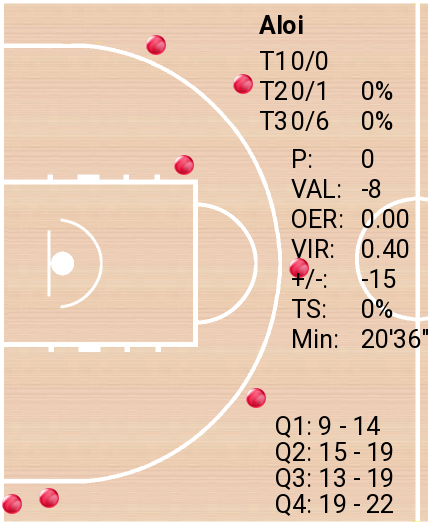 Aloi
T1 0/0
T2 0/1 0%
T3 0/6 0%
P: 0
VAL: -8
OER: 0.00
VIR: 0.40
+/-: -15
TS: 0%
Min: 20'36"
Q1: 9 - 14
Q2: 15 - 19
Q3: 13 - 19
Q4: 19 - 22